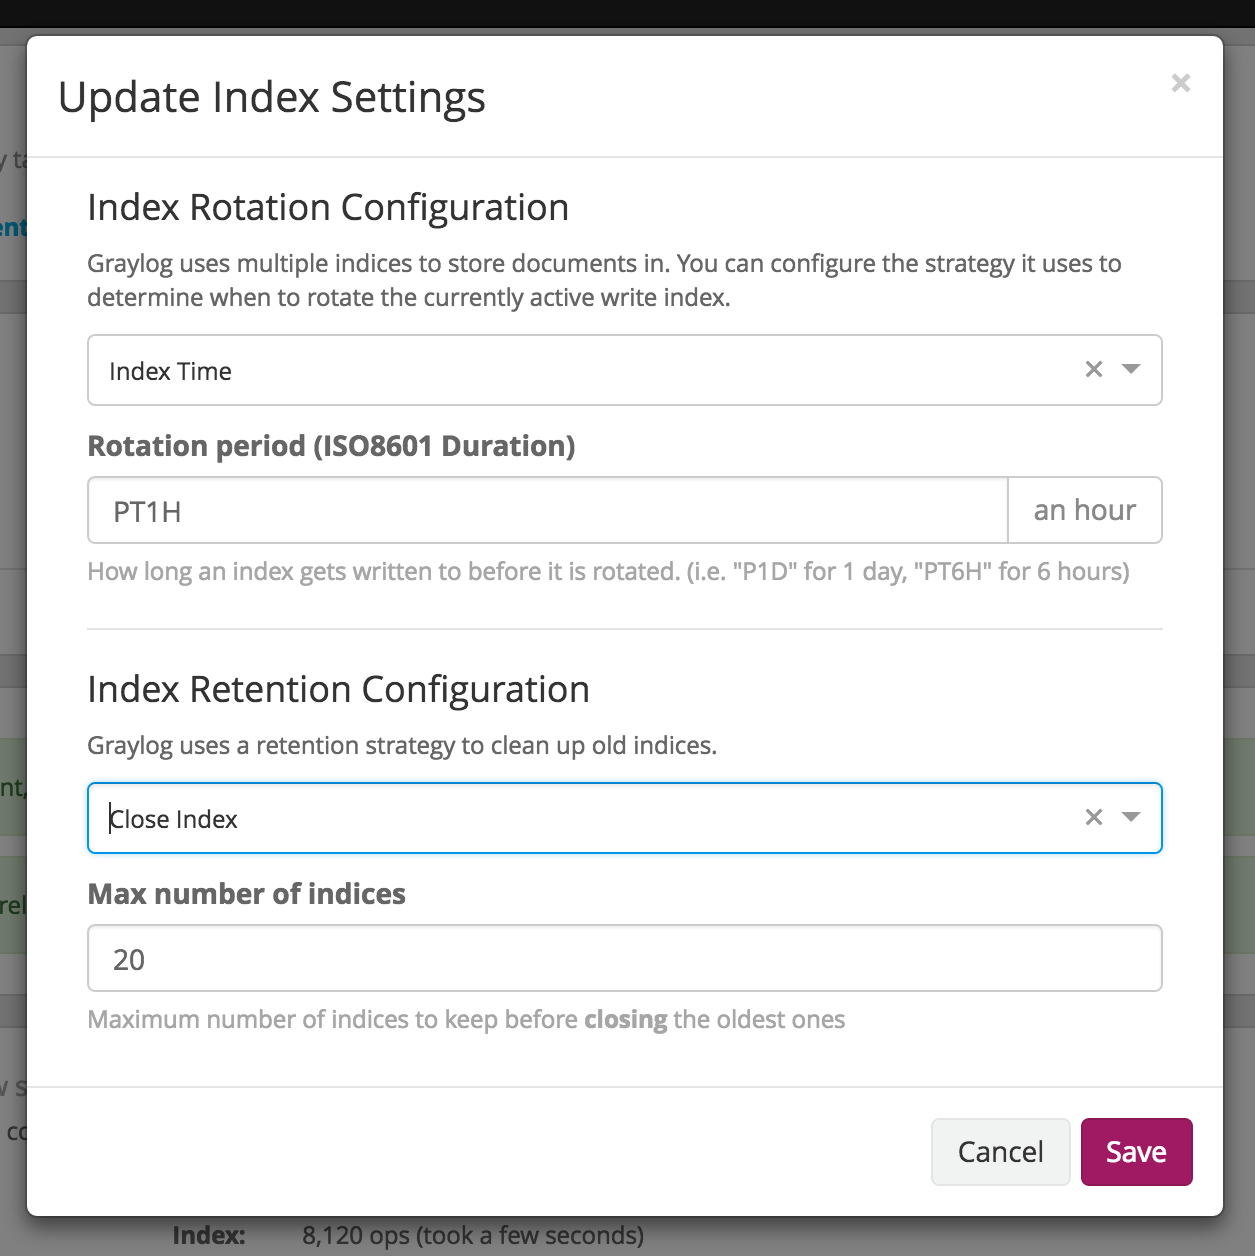 Update Index Settings
×
Index Rotation Configuration
Graylog uses multiple indices to store documents in. You can configure the strategy it uses to
determine when to rotate the currently active write index.
Index Time
Rotation period (ISO8601 Duration)
PT1H an hour
How long an index gets written to before it is rotated. (i.e. "P1D" for 1 day, "PT6H" for 6 hours)
Index Retention Configuration
Graylog uses a retention strategy to clean up old indices.
Close Index
Max number of indices
20
Maximum number of indices to keep before closing the oldest ones
Cancel Save
Index: 8,120 ops (took a few seconds)